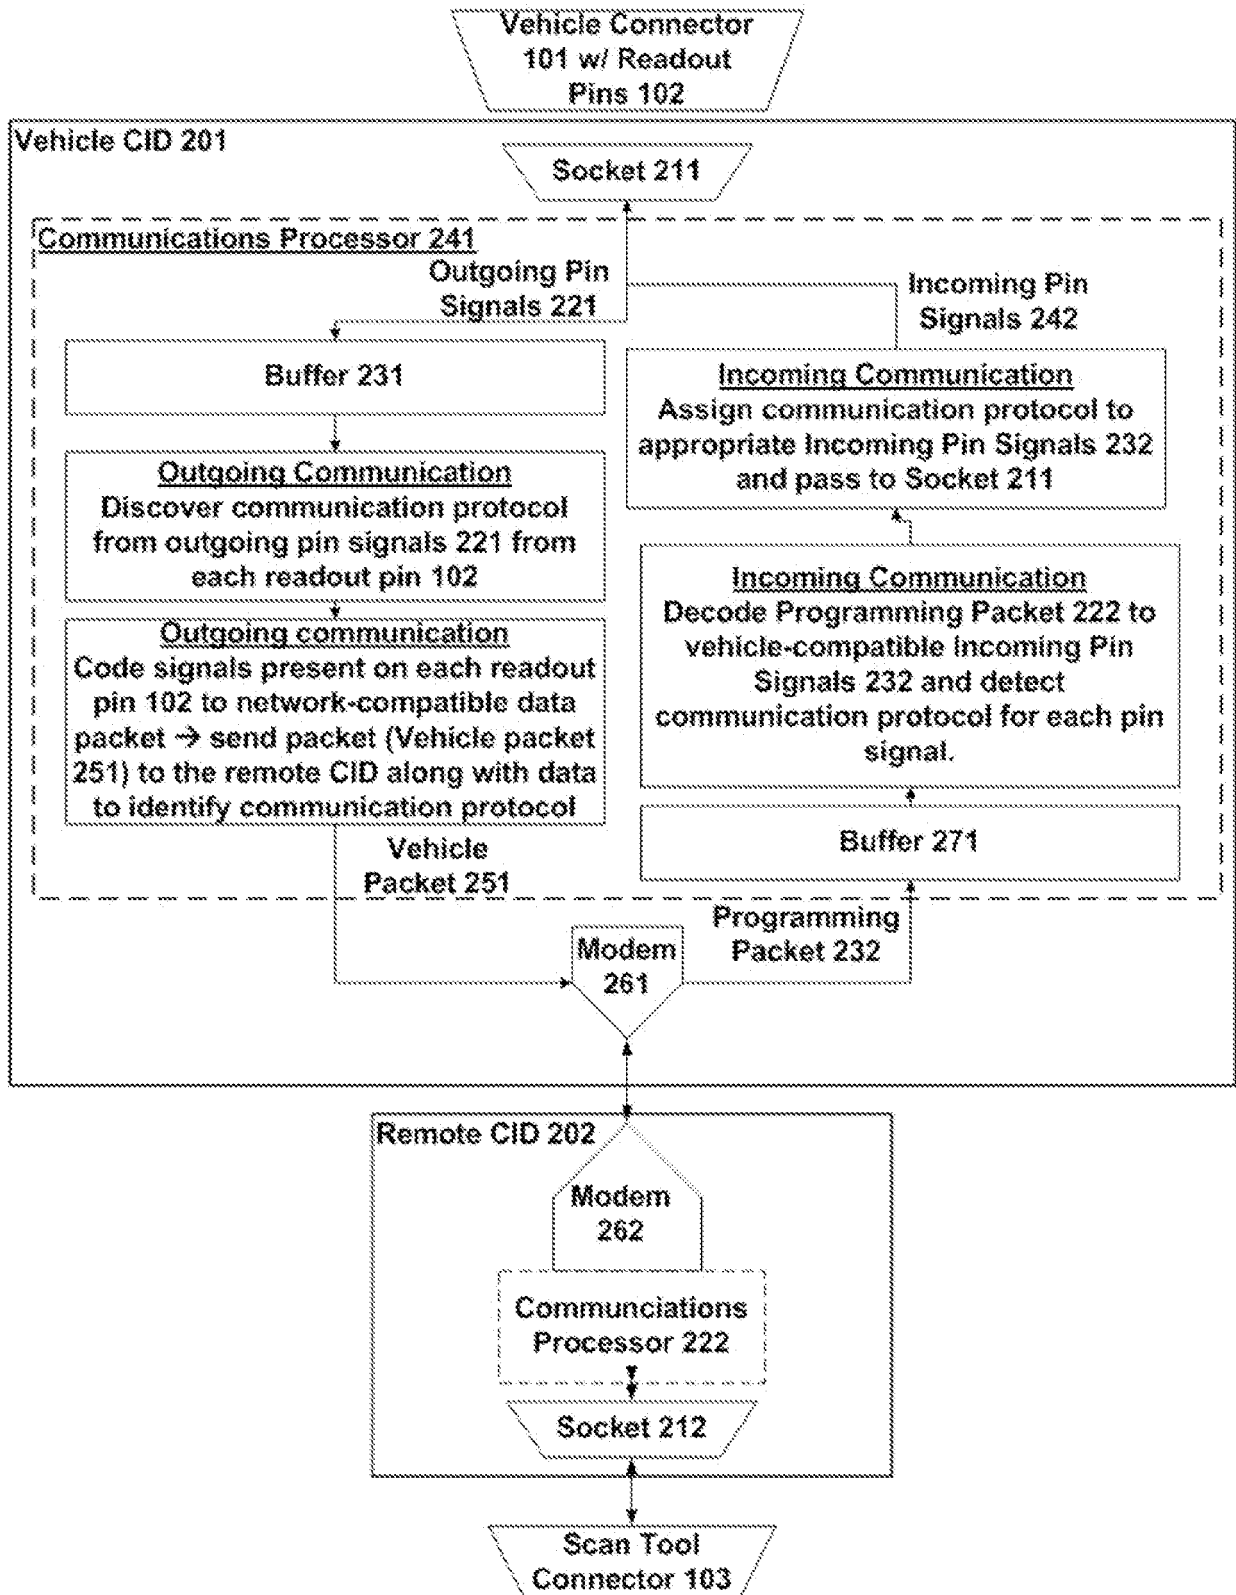 Vehicle Connector
101 w/ Readout
Pins 102
Vehicle CID 201
Socket 211
Communications Processor 241
Outgoing Pin
Signals 221
Incoming Pin
Signals 242
Buffer 231
Outgoing Communication
Discover communication protocol
from outgoing pin signals 221 from
each readout pin 102
Outgoing communication
Code signals present on each readout
pin 102 to network-compatible data
packet → send packet (Vehicle packet
251) to the remote CID along with data
to identify communication protocol
Vehicle
Packet 251
Incoming Communication
Assign communication protocol to
appropriate Incoming Pin Signals 232
and pass to Socket 211
Incoming Communication
Decode Programming Packet 222 to
vehicle-compatible Incoming Pin
Signals 232 and detect
communication protocol for each pin
signal.
Buffer 271
Programming
Packet 232
Modem
261
Remote CID 202
Modem
262
Communciations
Processor 222
Socket 212
Scan Tool
Connector 103